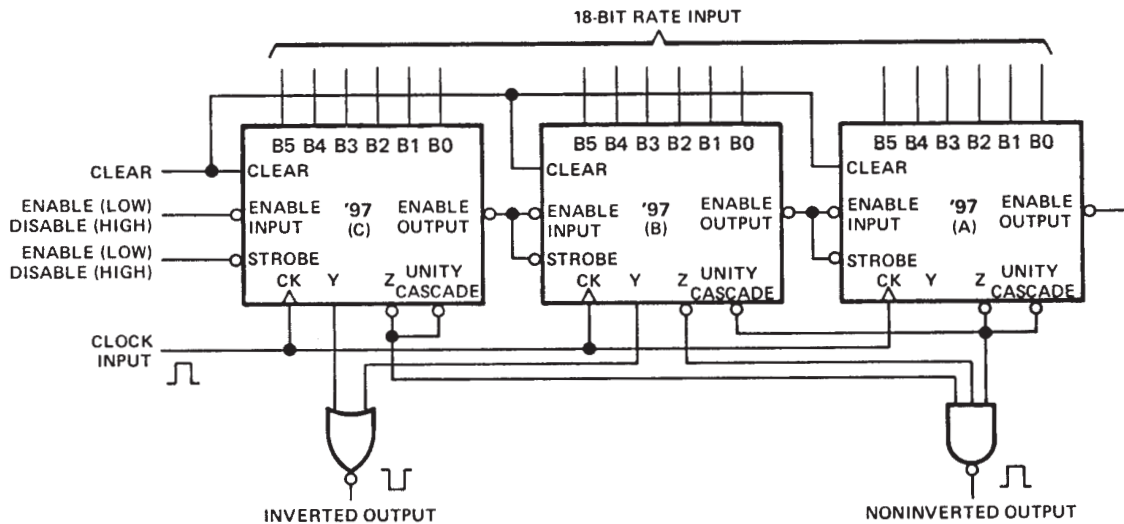 18-BIT RATE INPUT
B5 B4 B3 B2 B1 B0
B5 B4 B3 B2 B1 B0
B5 B4 B3 B2 B1 B0
CLEAR
CLEAR
CLEAR
CLEAR
ENABLE (LOW)
DISABLE (HIGH)
ENABLE
INPUT
'97
(C)
ENABLE
OUTPUT
ENABLE
INPUT
'97
(B)
ENABLE
OUTPUT
ENABLE
INPUT
'97
(A)
ENABLE
OUTPUT
ENABLE (LOW)
DISABLE (HIGH)
STROBE
STROBE
STROBE
CK Y Z UNITY
CASCADE
CK Y Z UNITY
CASCADE
CK Y Z UNITY
CASCADE
CLOCK
INPUT
INVERTED OUTPUT
NONINVERTED OUTPUT